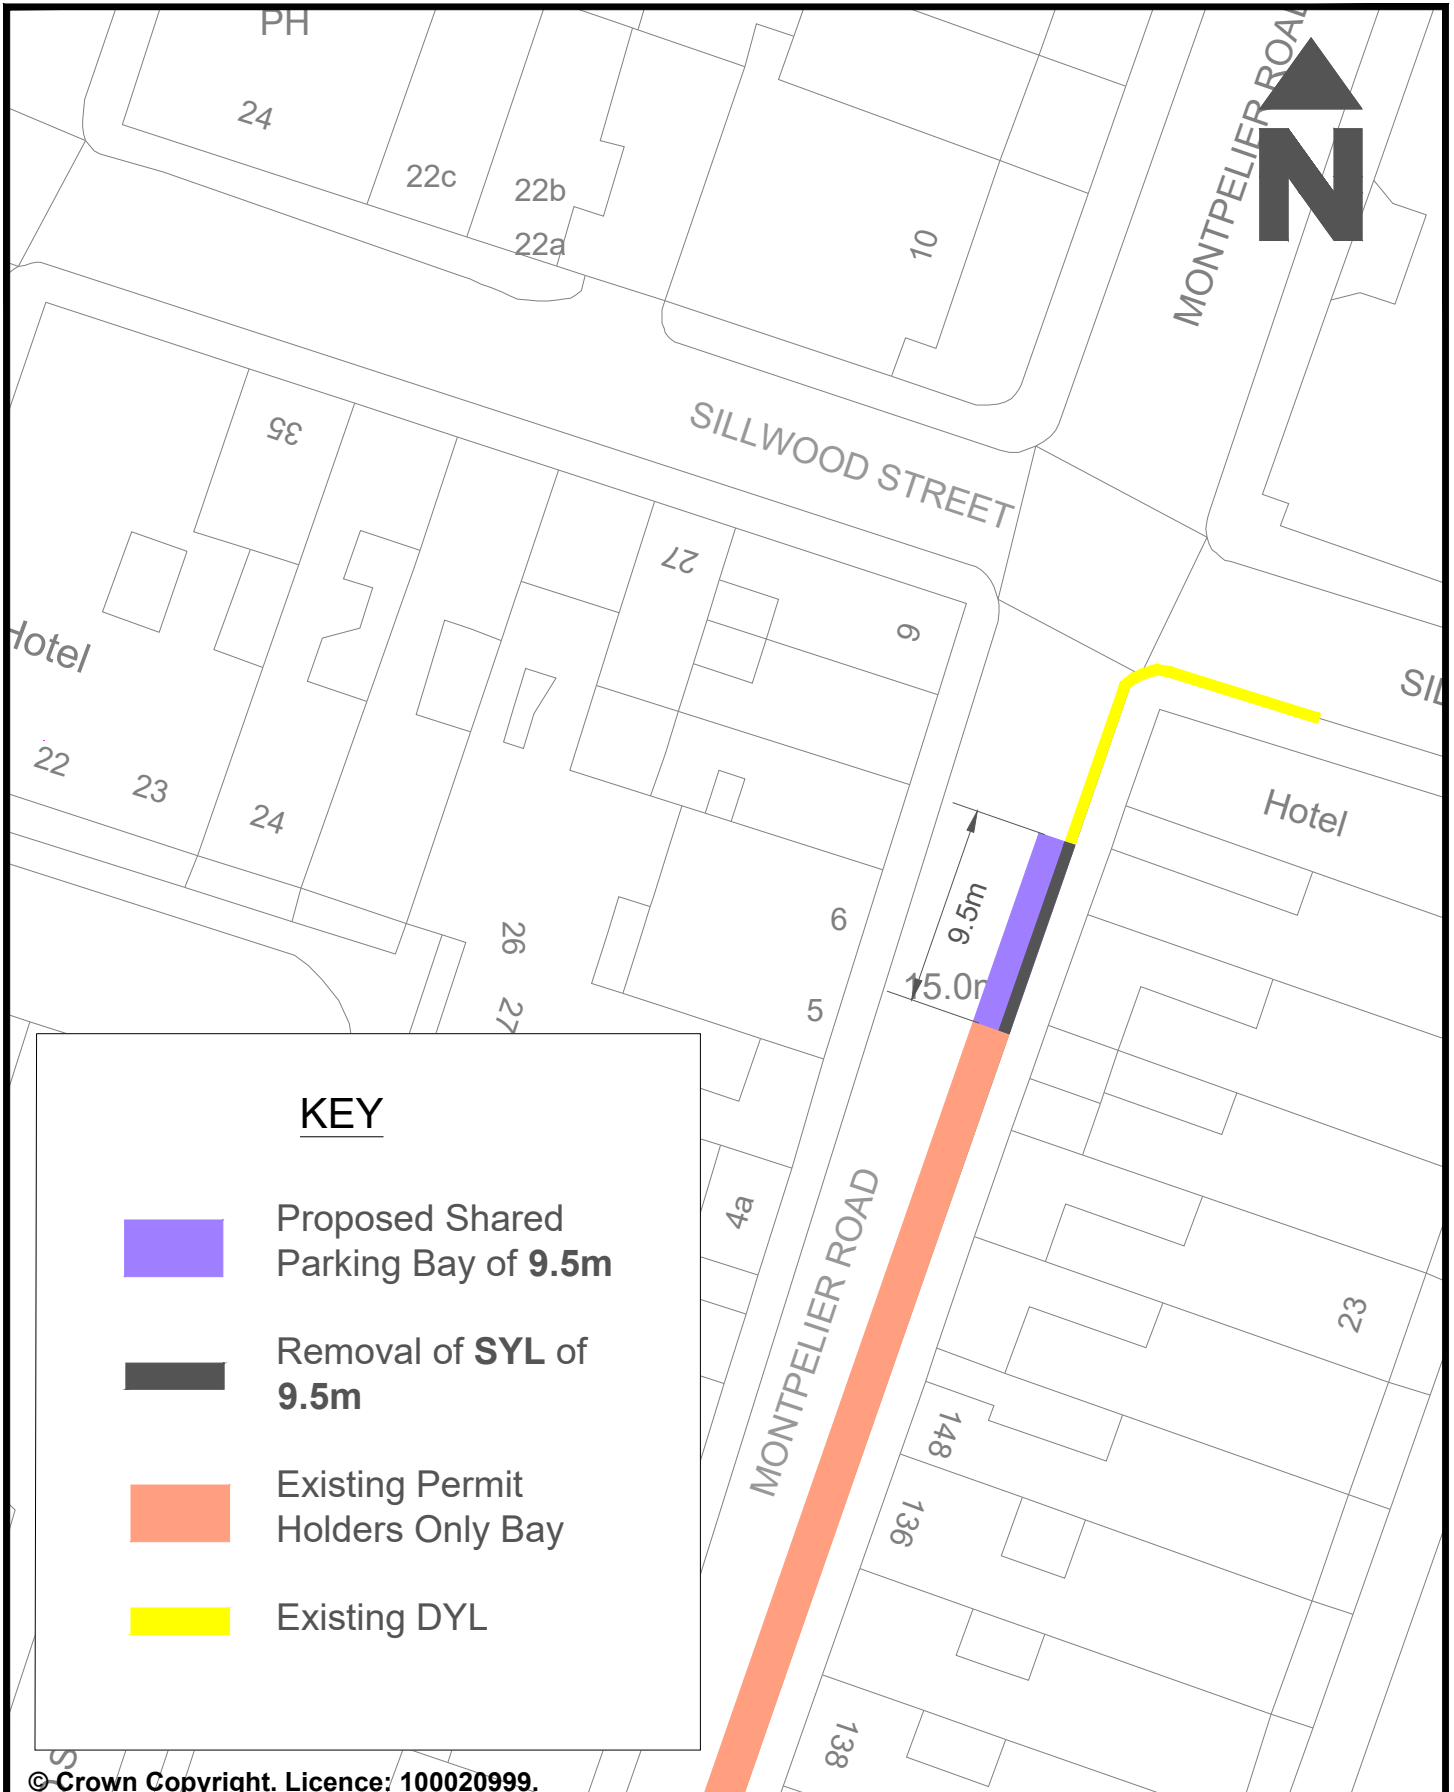 PH
24
22c
22b
22a
10
MONTPELIER ROAD
N
SILLWOOD STREET
35
27
6
Hotel
22
23
24
Hotel
9.5m
15.0m
6
5
26
27
4a
MONTPELIER ROAD
23
148
136
138
KEY
Proposed Shared
Parking Bay of 9.5m
Removal of SYL of
9.5m
Existing Permit
Holders Only Bay
Existing DYL
© Crown Copyright. Licence: 100020999.